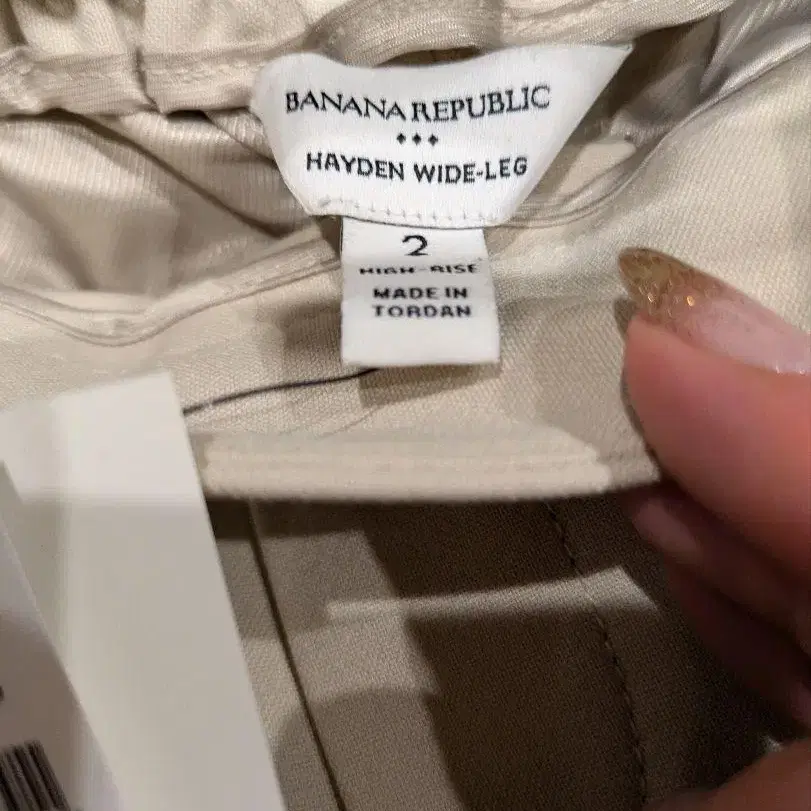 BANANA REPUBLIC
HAYDEN WIDE-LEG
2
HIGH-RISE
MADE IN
TORDAN